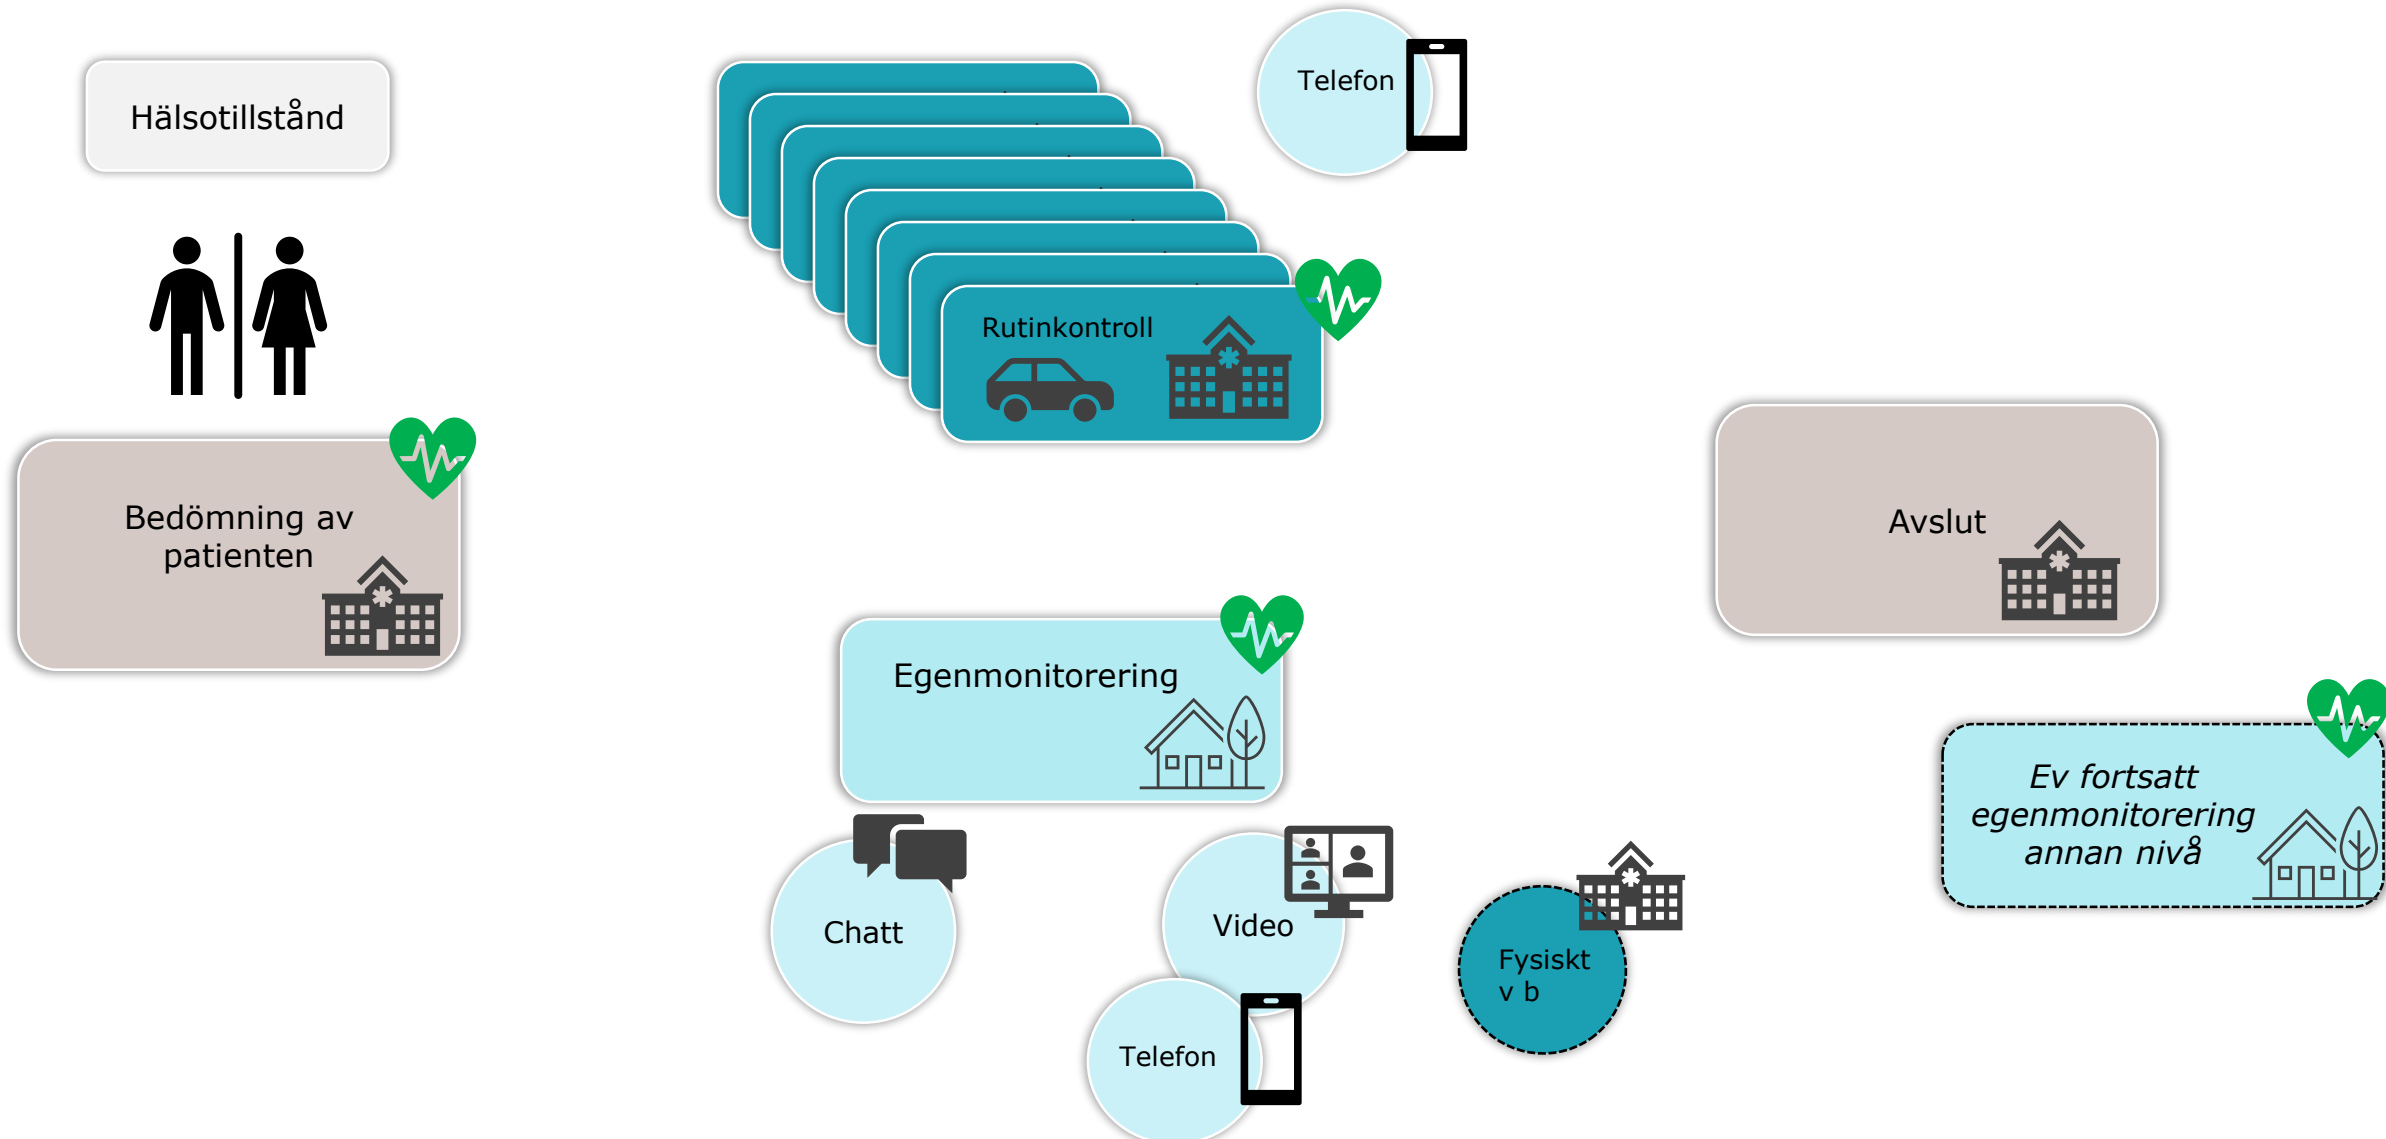 Hälsotillstånd
Telefon
Rutinkontroll
Bedömning av
patienten
Avslut
Egenmonitorering
Ev fortsatt
egenmonitorering
annan nivå
Chatt
Video
Fysiskt
v b
Telefon